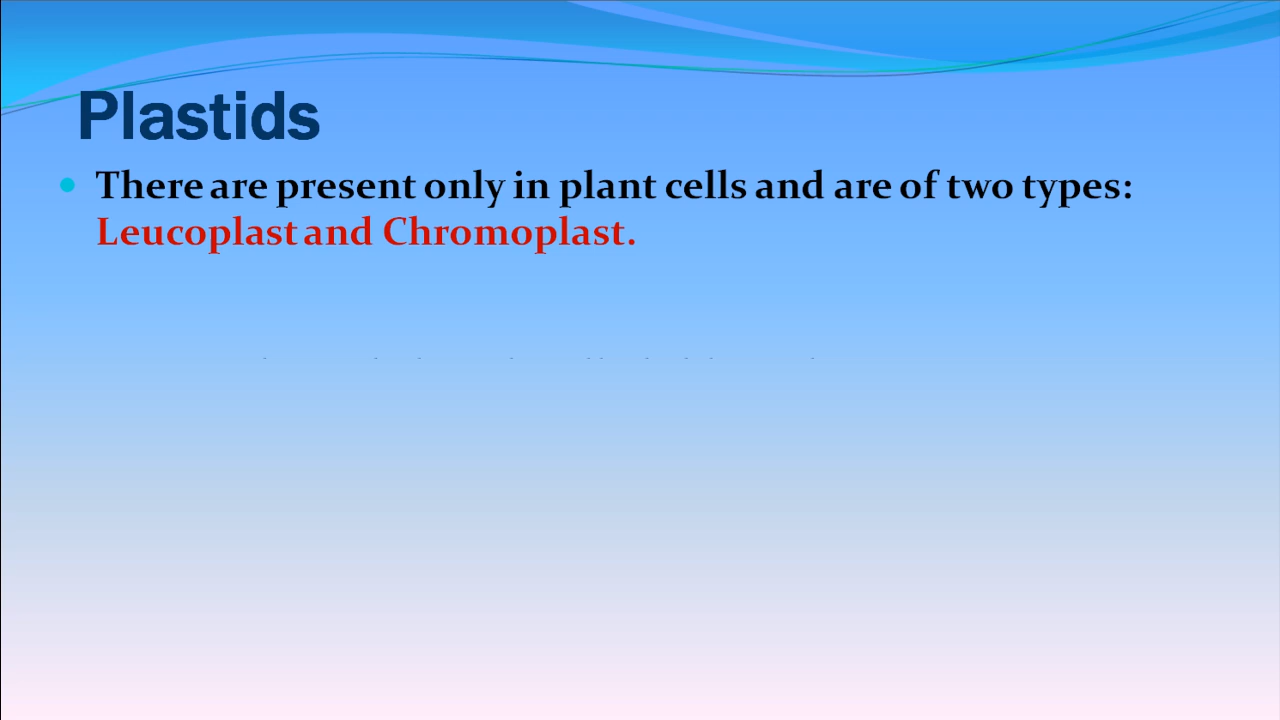 Plastids
• There are present only in plant cells and are of two types:
Leucoplast and Chromoplast.